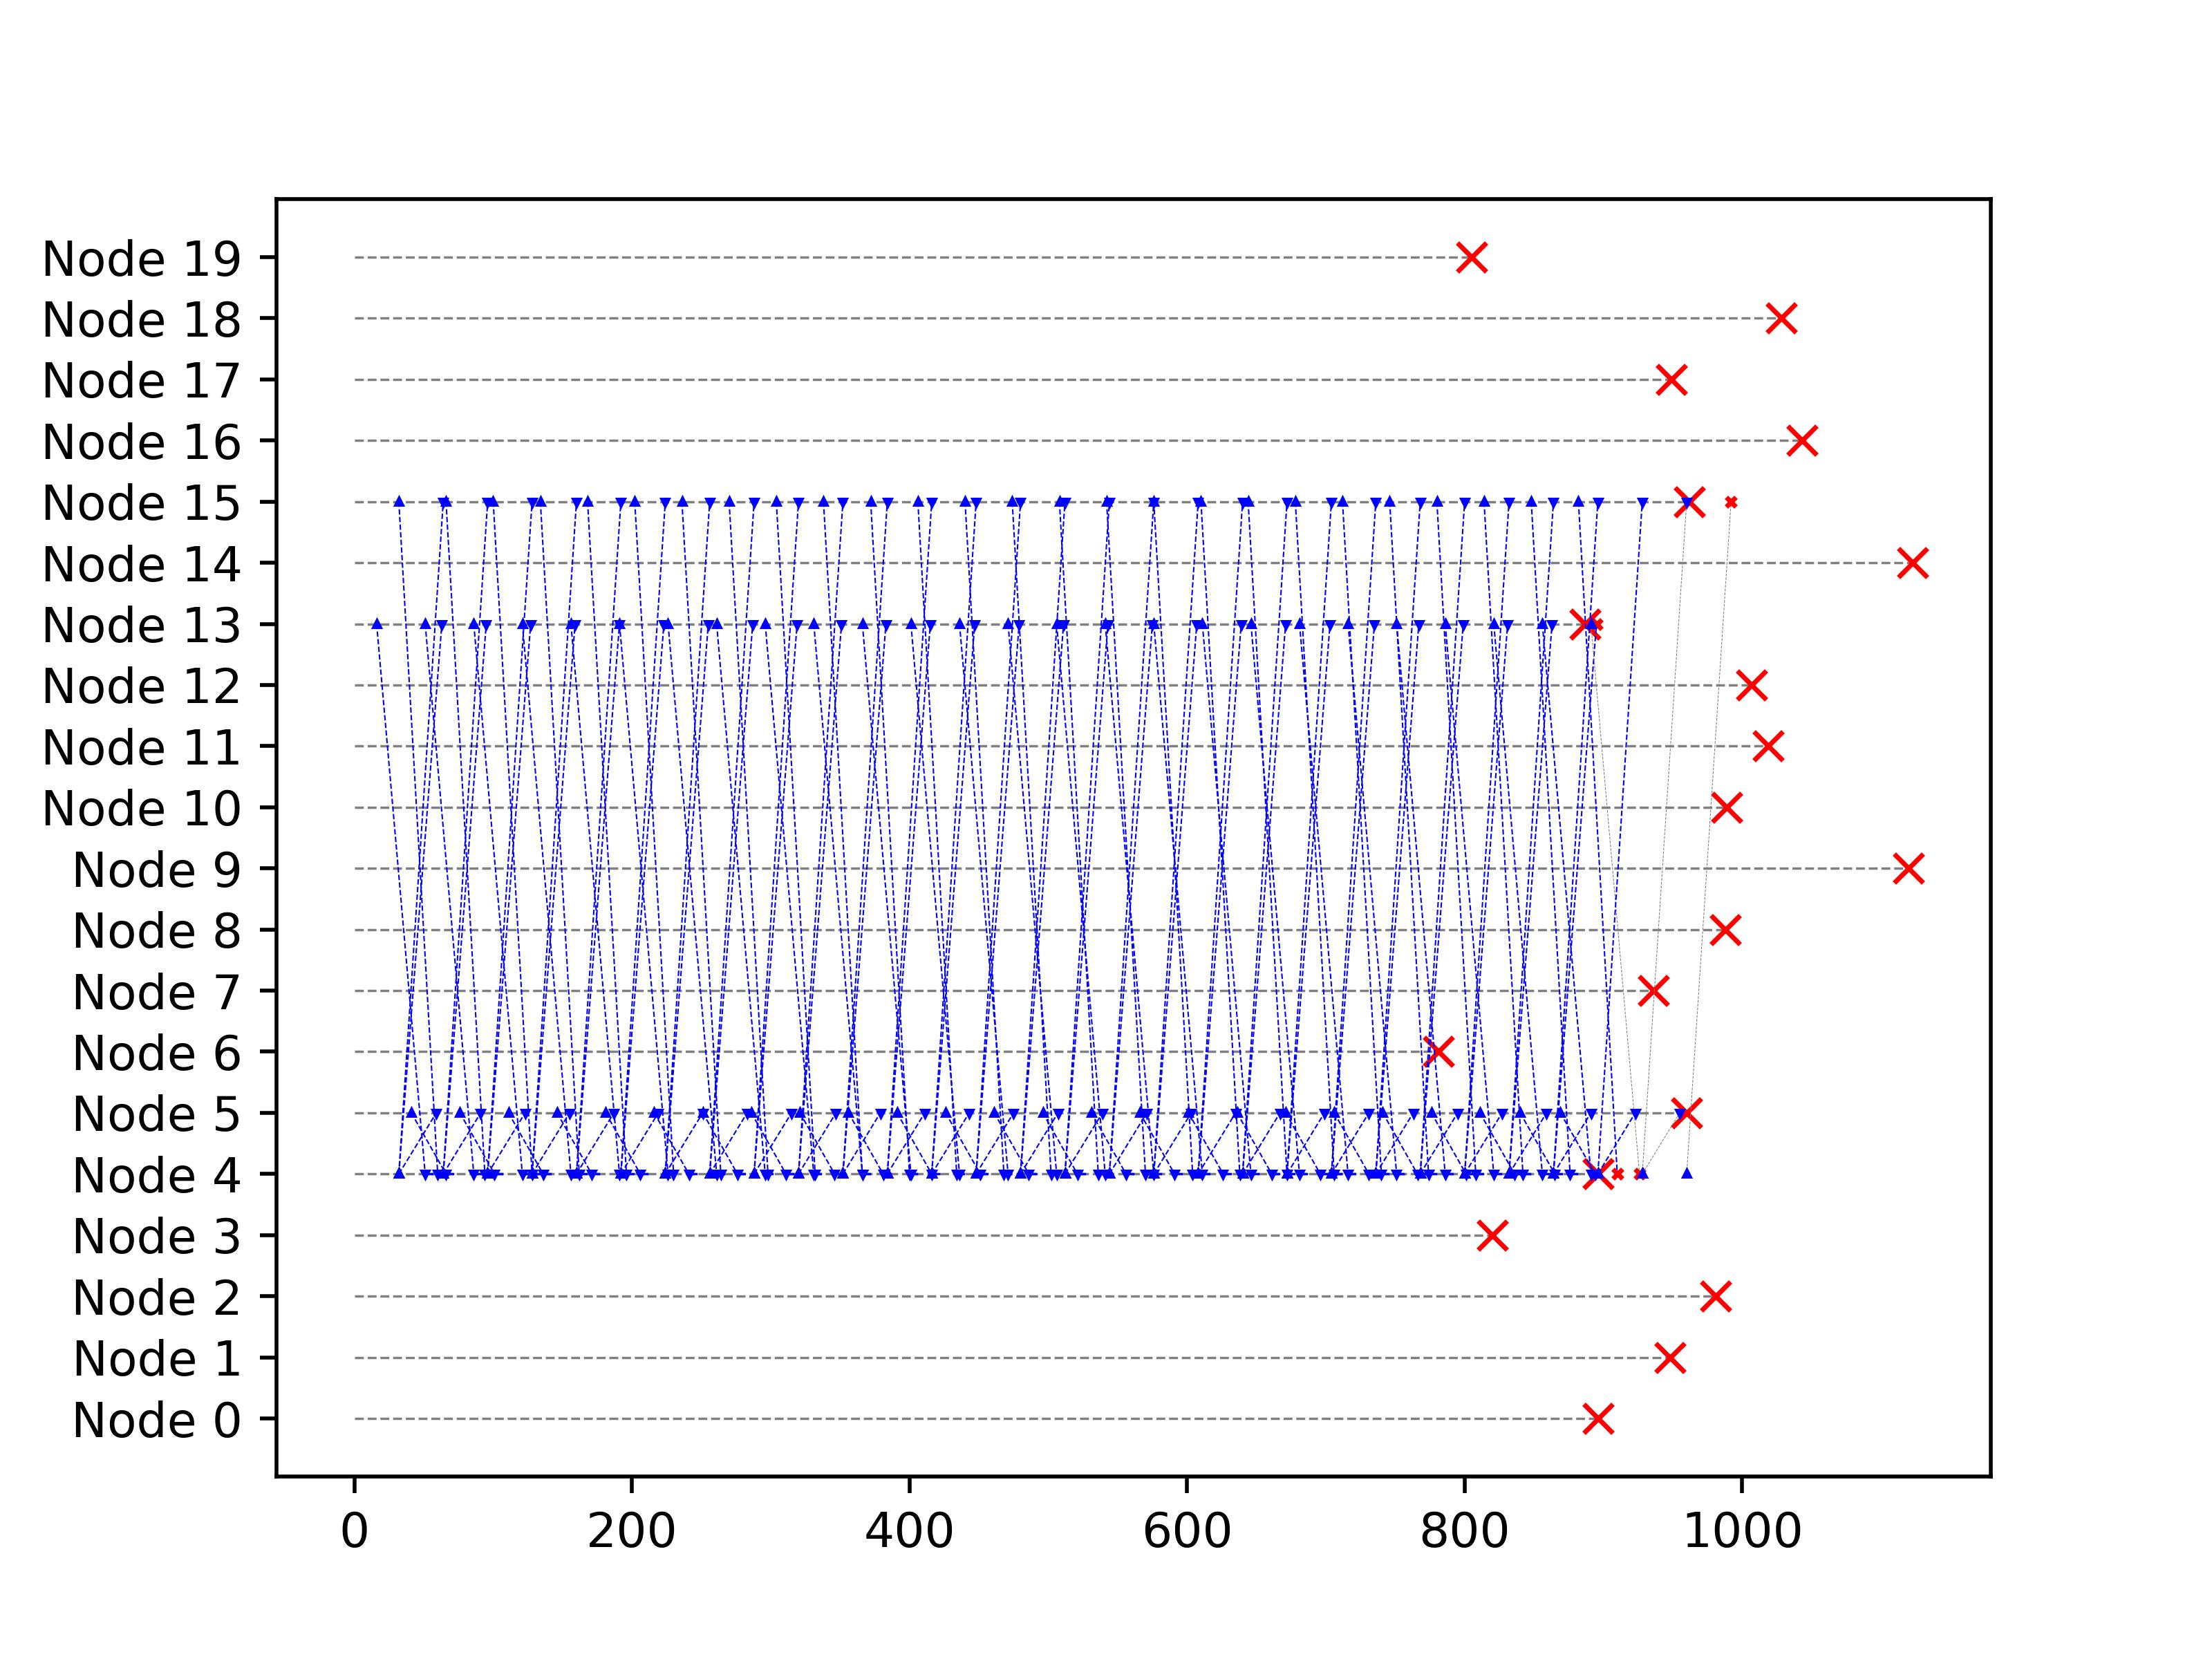 Node 19
Node 18
Node 17
Node 16
Node 15
Node 14
Node 13
Node 12
Node 11
Node 10
Node 9
Node 8
Node 7
Node 6
Node 5
Node 4
Node 3
Node 2
Node 1
Node 0
0 200 400 600 800 1000